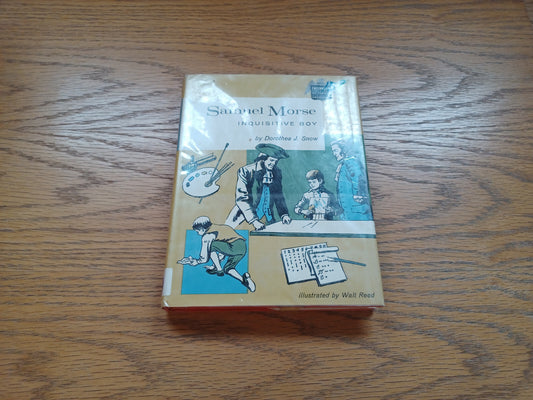 Samuel Morse
INQUISITIVE BOY
by Dorothea J. Snow
illustrated by Walt Reed